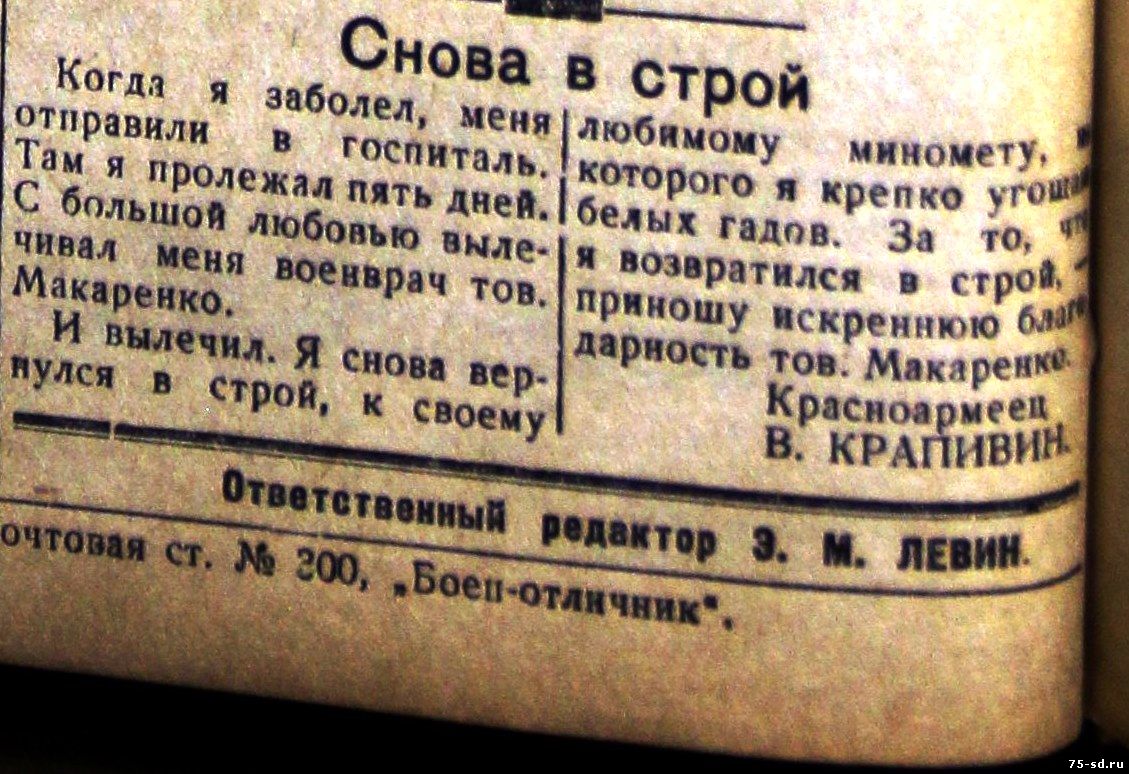 Снова в строй
Когда я заболел, меня
отправили в госпиталь.
Там я пролежал пять дней.
С большой любовью выле-
чивал меня военврач тов.
Макаренко.
И вылечил. Я снова вер-
нулся в строй, к своему
любимому миномету,
которого я крепко
белых гадов. За то,
я возвратился в строй,
приношу искреннюю благо
дарность тов. Макаренко.
Красноармеец
В. КРАПИВИН.
Ответственный редактор Э. М. ЛЕВИН.
очтовая ст. № 300, „Боец-отличник“.
75-sd.ru